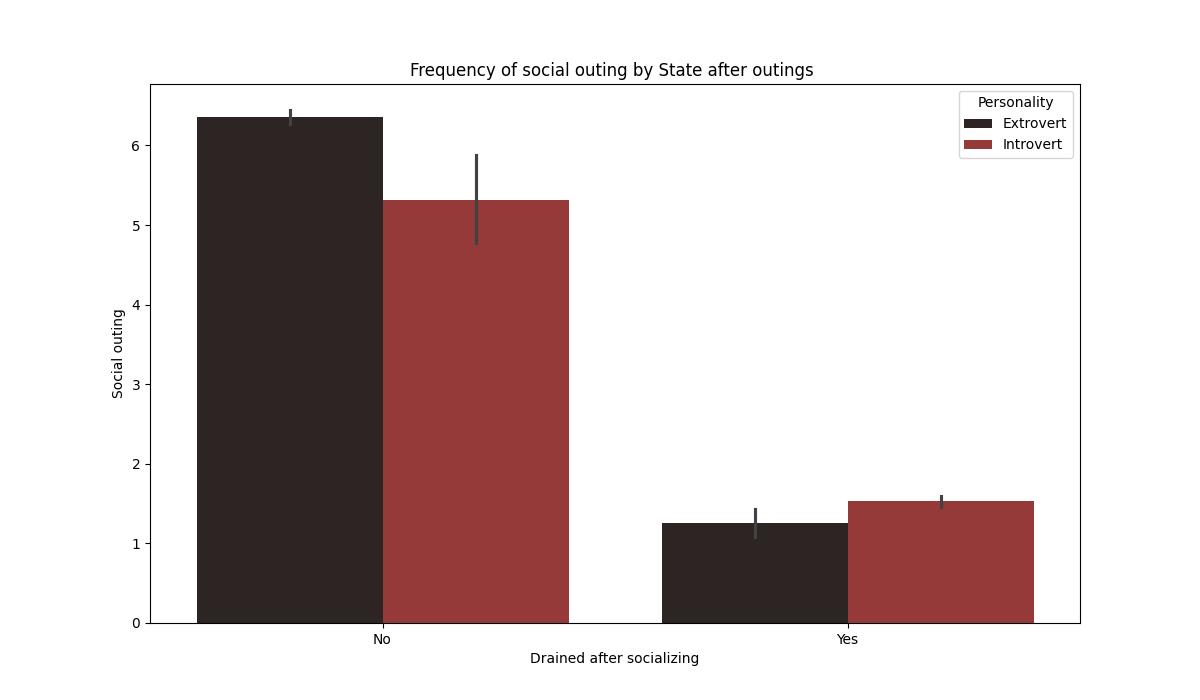 Frequency of social outing by State after outings
Personality
Extrovert
Introvert
Social outing
6
5
4
3
2
1
0
No
Yes
Drained after socializing